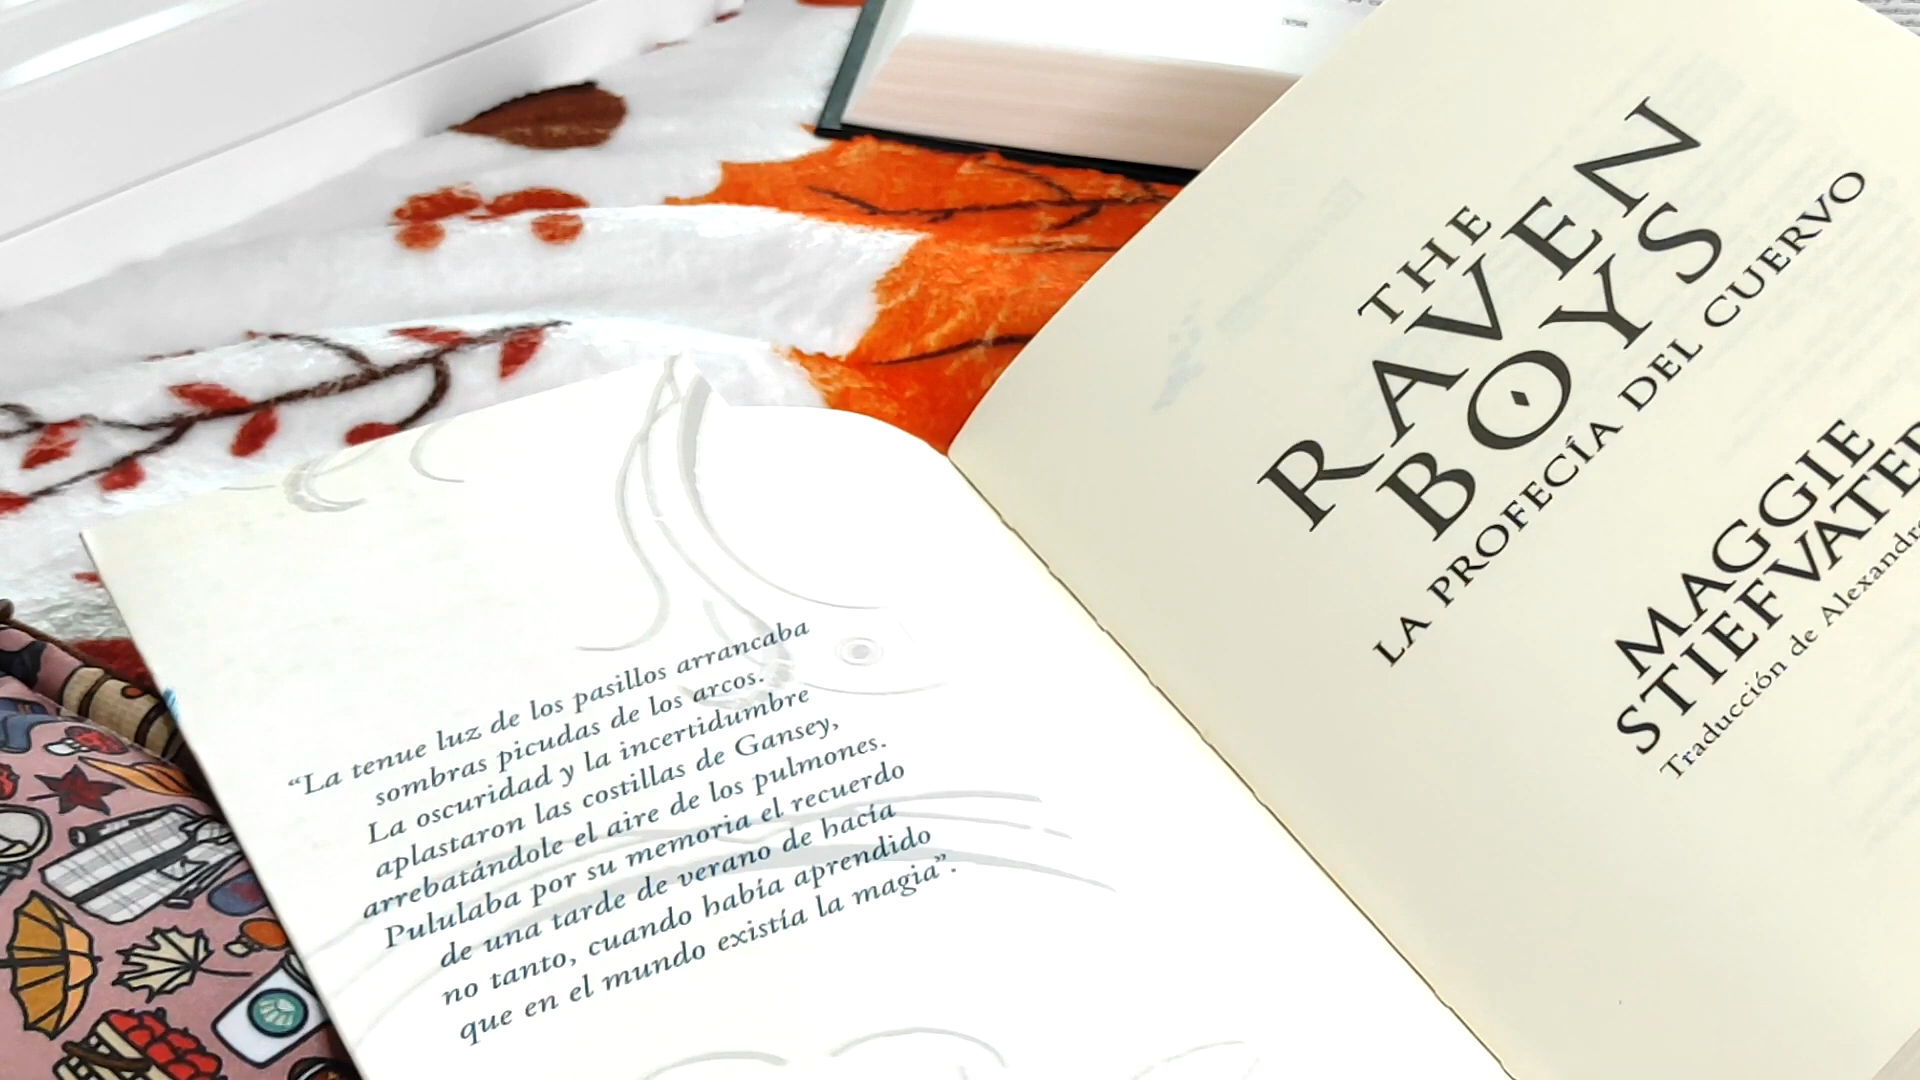 “La tenue luz de los pasillos arrancaba
sombras picudas de los arcos.
La oscuridad y la incertidumbre
aplastaron las costillas de Gansey,
arrebatándole el aire de los pulmones.
Pululaba por su memoria el recuerdo
de una tarde de verano de hacía
no tanto, cuando había aprendido
que en el mundo existía la magia”.
THE
RAVEN
BOYS
LA PROFECÍA DEL CUERVO
MAGGIE
Traducción de